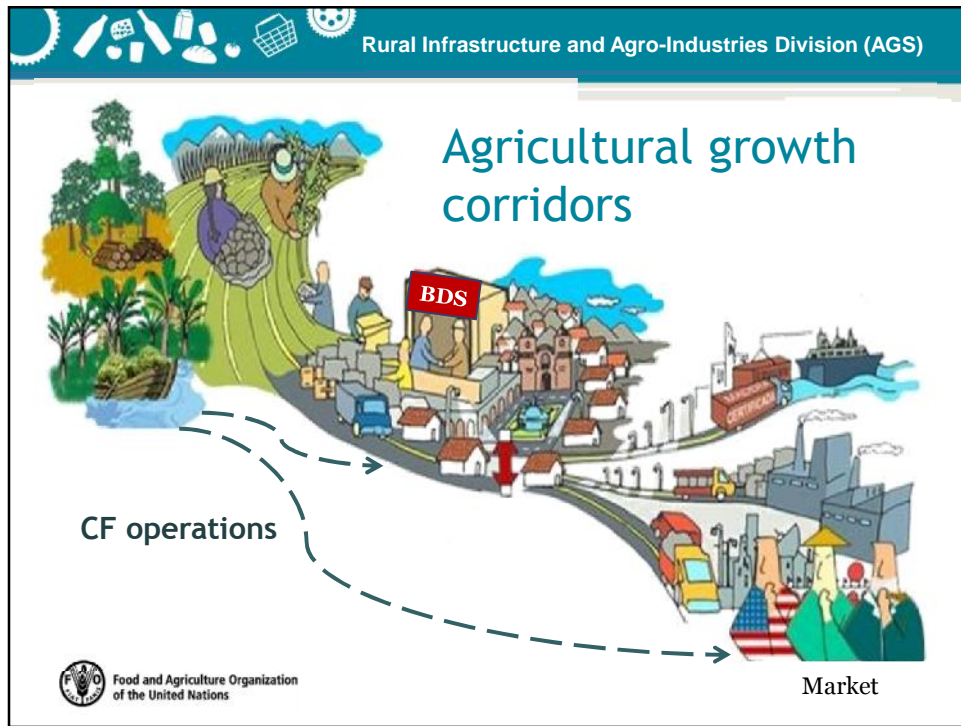 Rural Infrastructure and Agro-Industries Division (AGS)
Agricultural growth
corridors
BDS
CERTIFICADA
CF operations
Food and Agriculture Organization
of the United Nations
Market